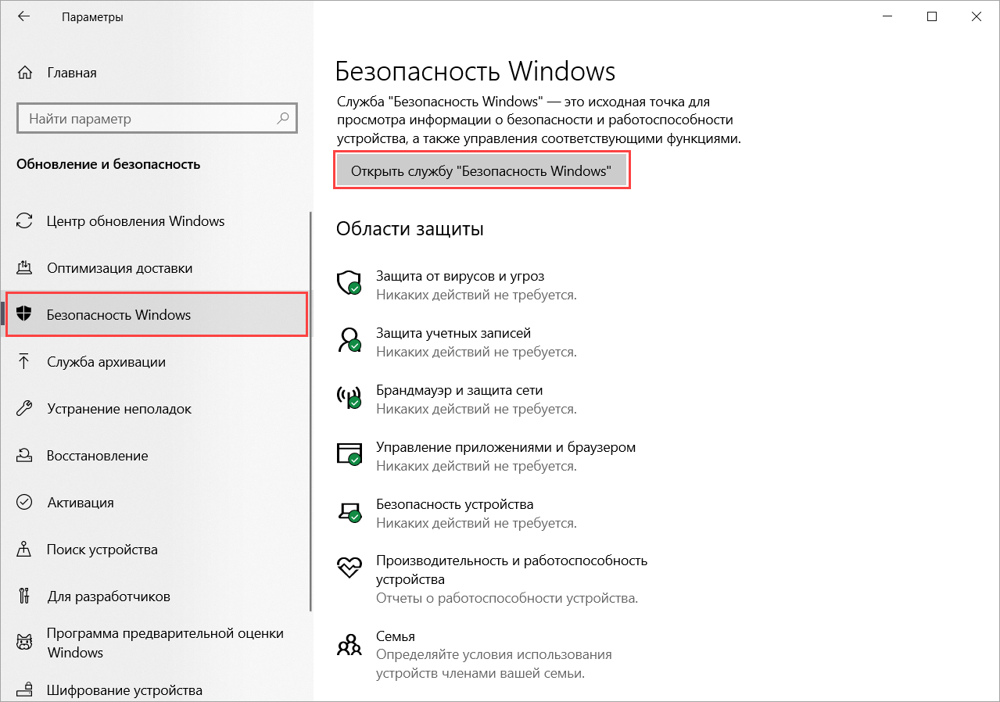 Параметры
Главная
Найти параметр
Обновление и безопасность
Центр обновления Windows
Оптимизация доставки
Безопасность Windows
Служба архивации
Устранение неполадок
Восстановление
Активация
Поиск устройства
Для разработчиков
Программа предварительной оценки
Windows
Шифрование устройства
Безопасность Windows
Служба "Безопасность Windows" — это исходная точка для
просмотра информации о безопасности и работоспособности
устройства, а также управления соответствующими функциями.
Открыть службу "Безопасность Windows"
Области защиты
Защита от вирусов и угроз
Никаких действий не требуется.
Защита учетных записей
Никаких действий не требуется.
Брандмауэр и защита сети
Никаких действий не требуется.
Управление приложениями и браузером
Никаких действий не требуется.
Безопасность устройства
Никаких действий не требуется.
Производительность и работоспособность
устройства
Отчеты о работоспособности устройства.
Семья
Определяйте условия использования
устройств членами вашей семьи.